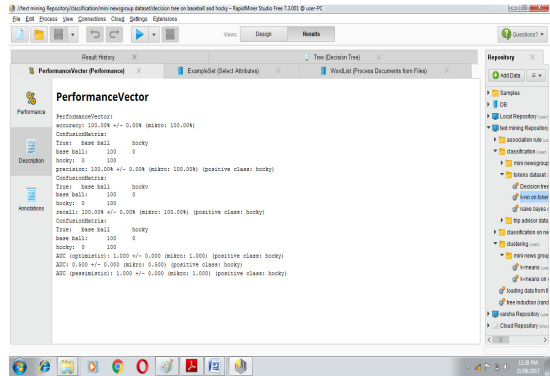 //text mining Repository/classification/mini newsgroup dataset/decision tree on baseball and hocky – RapidMiner Studio Free 7.3.001 @ user-PC
File Edit Process View Connections Cloud Settings Extensions
Views: Design Results Questions?
Result History Tree (Decision Tree) Repository
PerformanceVector (Performance) ExampleSet (Select Attributes) WordList (Process Documents from Files)
Add Data
Performance
Description
Annotations
PerformanceVector
PerformanceVector:
accuracy: 100.00% +/- 0.00% (mikro: 100.00%)
ConfusionMatrix:
True: base ball hocky
base ball: 100 0
hocky: 0 100
precision: 100.00% +/- 0.00% (mikro: 100.00%) (positive class: hocky)
ConfusionMatrix:
True: base ball hocky
base ball: 100 0
hocky: 0 100
recall: 100.00% +/- 0.00% (mikro: 100.00%) (positive class: hocky)
ConfusionMatrix:
True: base ball hocky
base ball: 100 0
hocky: 0 100
AUC (optimistic): 1.000 +/- 0.000 (mikro: 1.000) (positive class: hocky)
AUC: 0.500 +/- 0.000 (mikro: 0.500) (positive class: hocky)
AUC (pessimistic): 1.000 +/- 0.000 (mikro: 1.000) (positive class: hocky)
Samples
DB
Local Repository
text mining Repository
association rule
classification (user)
mini newsgroup
tokens dataset
Decision tree
k-nn on token
naive bayes
trip advisor data
classification on ne
clustering (user)
mini news group
k-means
k-means on
loading data from fi
tree induction (rand
varsha Repository
Cloud Repository
12:36 PM
21/06/2017